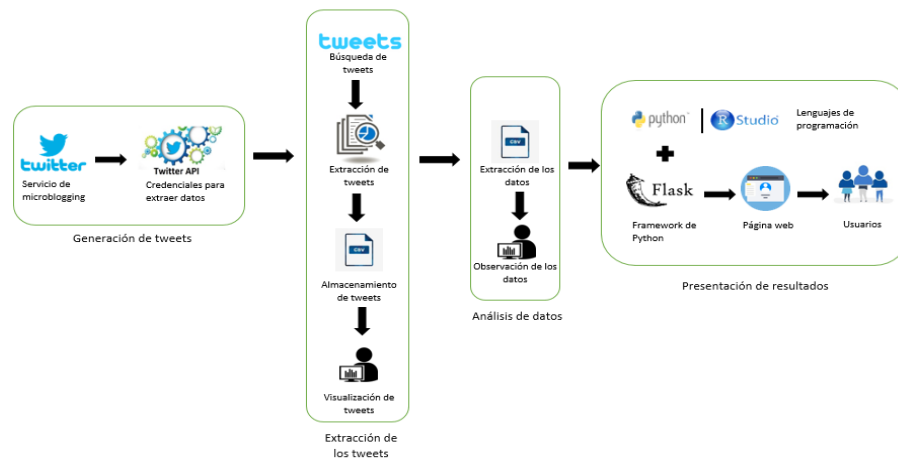 twitter
Servicio de
microblogging
Twitter API
Credenciales para
extraer datos
Generación de tweets
tweets
Búsqueda de
tweets
Extracción de
tweets
CSV
Almacenamiento
de tweets
Visualización de
tweets
Extracción de
los tweets
CSV
Extracción de los
datos
Observación de los
datos
Análisis de datos
python
R Studio
Lenguajes de
programación
Flask
Framework de
Python
Página web
Usuarios
Presentación de resultados